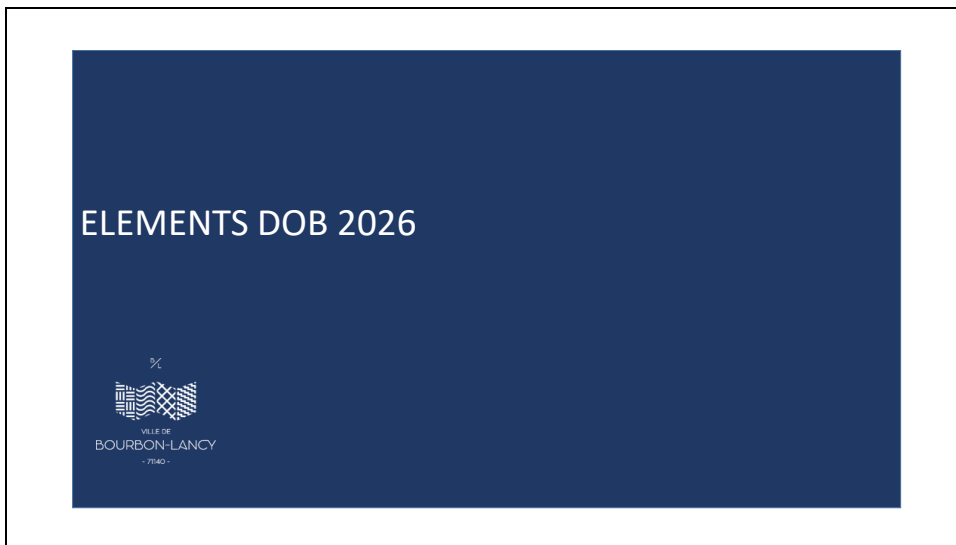 ELEMENTS DOB 2026
B/L
VILLE DE
BOURBON-LANCY
- 71140 -